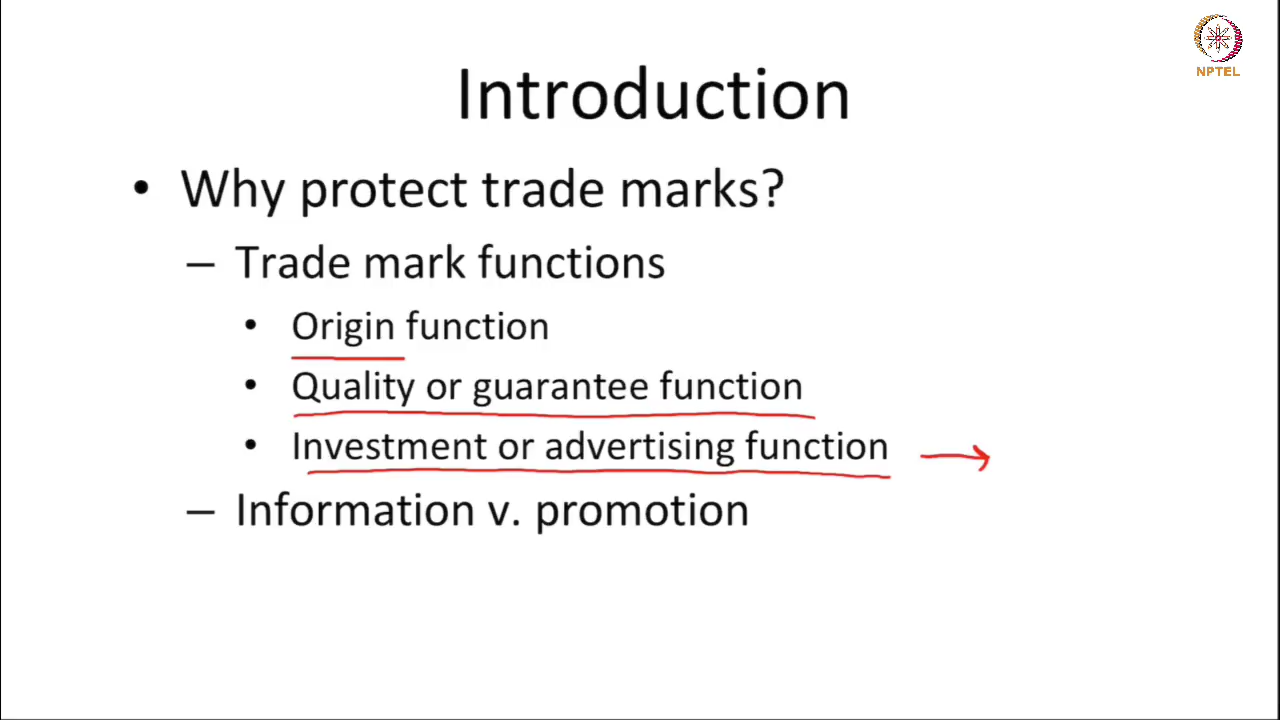 NPTEL
Introduction
• Why protect trade marks?
– Trade mark functions
• Origin function
• Quality or guarantee function
• Investment or advertising function
– Information v. promotion